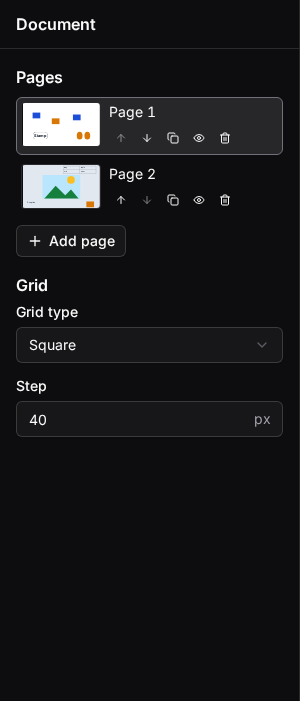 Document
Pages
Page 1
Stamp
Page 2
Add page
Grid
Grid type
Square
Step
40 px